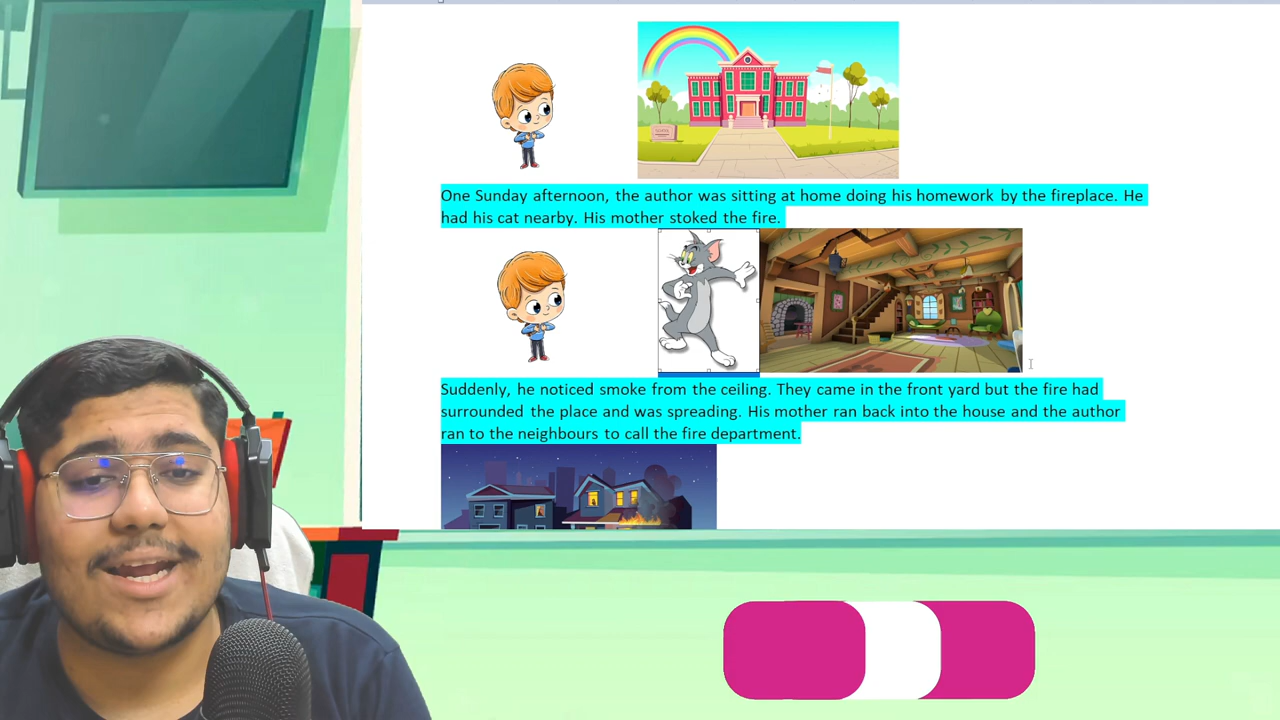 One Sunday afternoon, the author was sitting at home doing his homework by the fireplace. He
had his cat nearby. His mother stoked the fire.
Suddenly, he noticed smoke from the ceiling. They came in the front yard but the fire had
surrounded the place and was spreading. His mother ran back into the house and the author
ran to the neighbours to call the fire department.